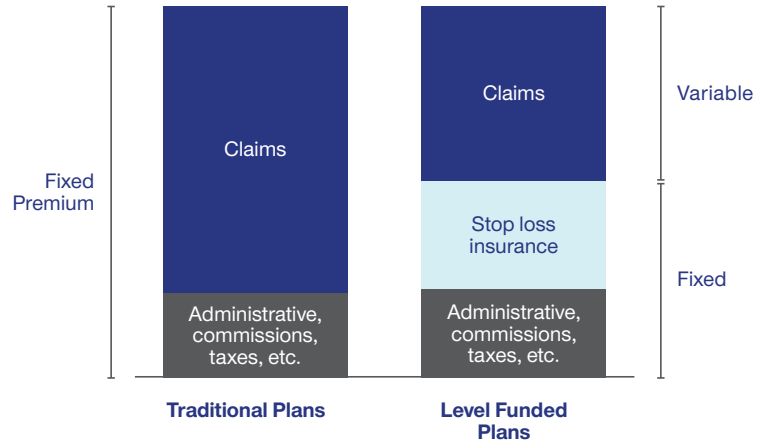 Fixed
Premium
Claims
Administrative,
commissions,
taxes, etc.
Traditional Plans
Claims
Stop loss
insurance
Administrative,
commissions,
taxes, etc.
Level Funded
Plans
Variable
Fixed